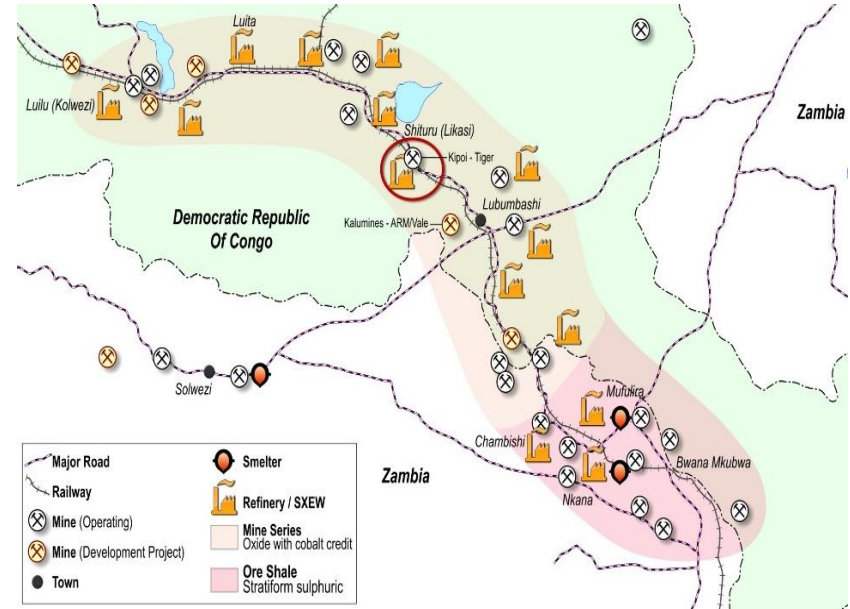 Luita
Zambia
Luilu (Kolwezi)
Shituru (Likasi)
Kipoi - Tiger
Democratic Republic
Of Congo
Lubumbashi
Kalumines - ARM/Vale
Solwezi
Mufulira
Chambishi
Bwana Mkubwa
Zambia
Nkana
Major Road
Railway
Mine (Operating)
Mine (Development Project)
Town
Smelter
Refinery / SXEW
Mine Series
Oxide with cobalt credit
Ore Shale
Stratiform sulphuric